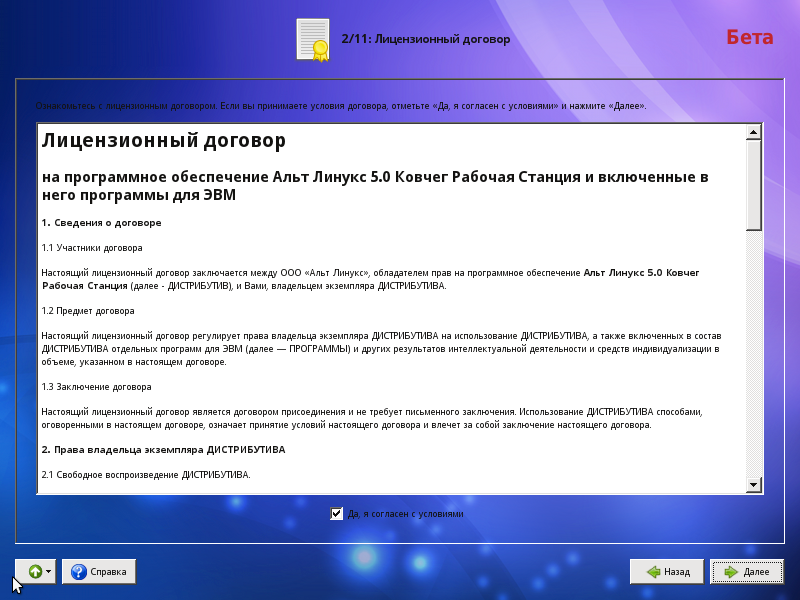 2/11: Лицензионный договор
Бета
Ознакомьтесь с лицензионным договором. Если вы принимаете условия договора, отметьте «Да, я согласен с условиями» и нажмите «Далее».
Лицензионный договор
на программное обеспечение Альт Линукс 5.0 Ковчег Рабочая Станция и включенные в
него программы для ЭВМ
1. Сведения о договоре
1.1 Участники договора
Настоящий лицензионный договор заключается между ООО «Альт Линукс», обладателем прав на программное обеспечение Альт Линукс 5.0 Ковчег
Рабочая Станция (далее - ДИСТРИБУТИВ), и Вами, владельцем экземпляра ДИСТРИБУТИВА.
1.2 Предмет договора
Настоящий лицензионный договор регулирует права владельца экземпляра ДИСТРИБУТИВА на использование ДИСТРИБУТИВА, а также включенных в состав
ДИСТРИБУТИВА отдельных программ для ЭВМ (далее — ПРОГРАММЫ) и других результатов интеллектуальной деятельности и средств индивидуализации в
объеме, указанном в настоящем договоре.
1.3 Заключение договора
Настоящий лицензионный договор является договором присоединения и не требует письменного заключения. Использование ДИСТРИБУТИВА способами,
оговоренными в настоящем договоре, означает принятие условий настоящего договора и влечет за собой заключение настоящего договора.
2. Права владельца экземпляра ДИСТРИБУТИВА
2.1 Свободное воспроизведение ДИСТРИБУТИВА.
Да, я согласен с условиями
Справка
Назад
Далее